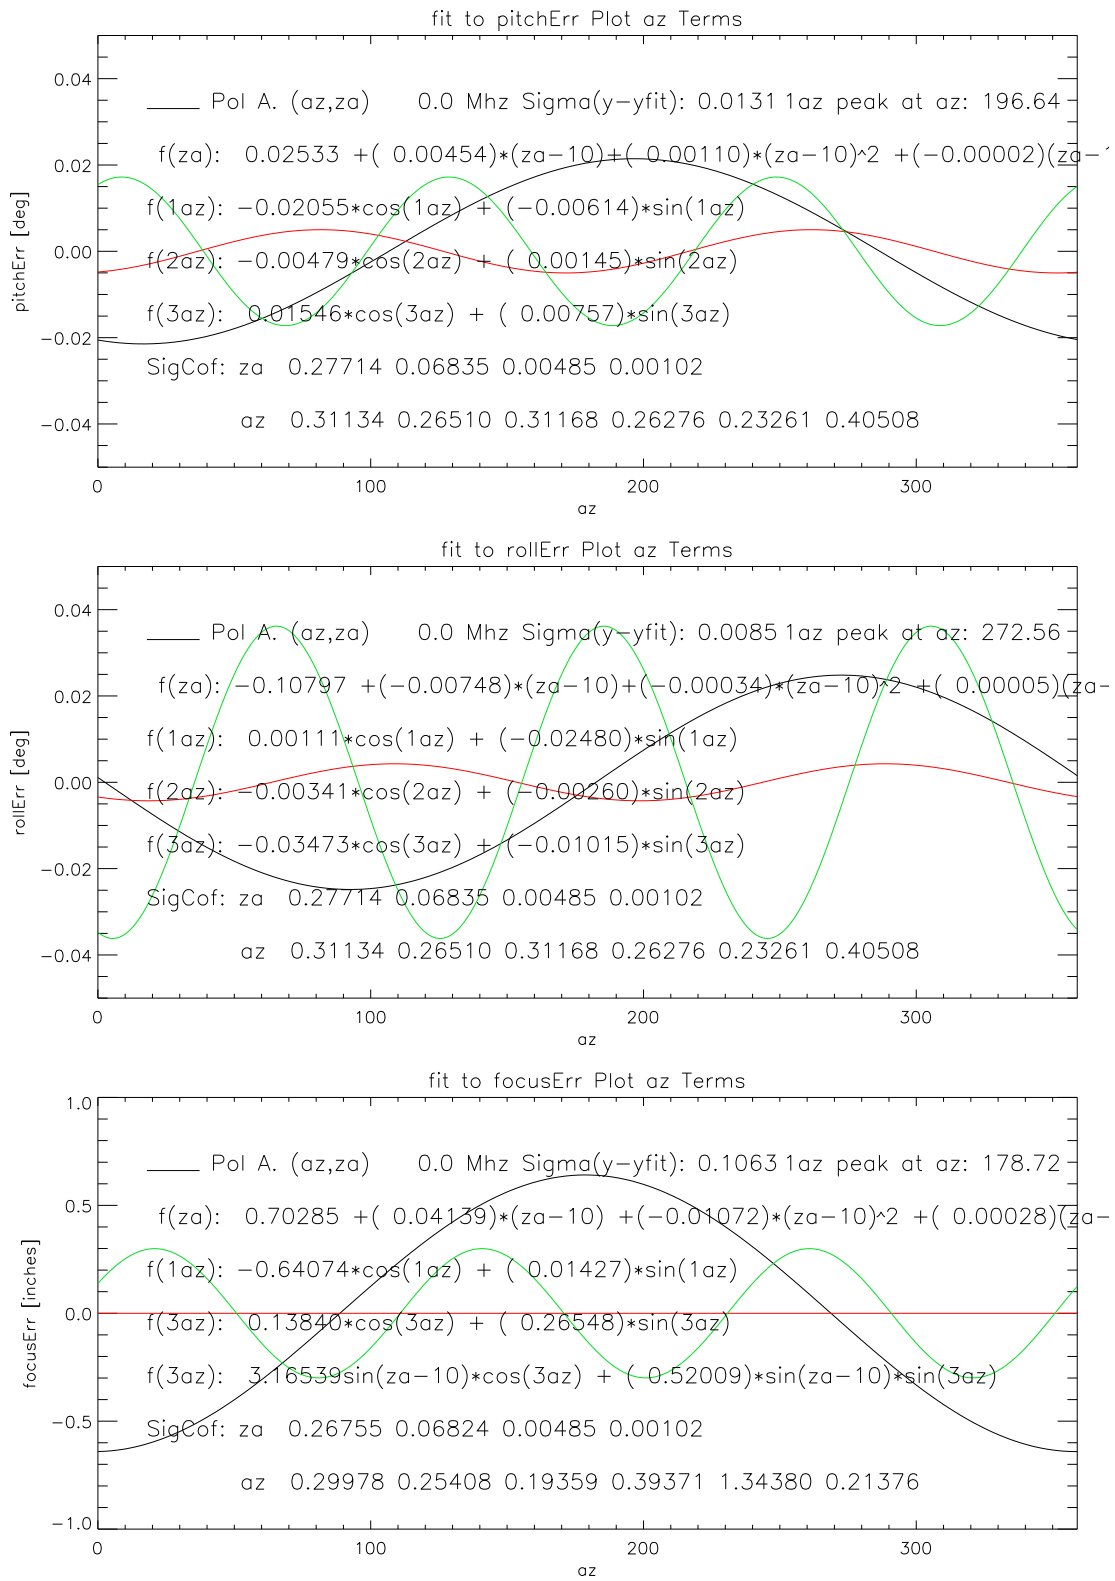 fit to pitchErr Plot az Terms
0.04
0.02
0.00
-0.02
-0.04
pitchErr [deg]
Pol A. (az,za) 0.0 Mhz Sigma(y-yfit): 0.0131 1az peak at az: 196.64
f(za): 0.02533 +( 0.00454)*(za-10)+( 0.00110)*(za-10)^2 +(-0.00002)(za-1
f(1az): -0.02055*cos(1az) + (-0.00614)*sin(1az)
f(2az): -0.00479*cos(2az) + ( 0.00145)*sin(2az)
f(3az): 0.01546*cos(3az) + ( 0.00757)*sin(3az)
SigCof: za 0.27714 0.06835 0.00485 0.00102
az 0.31134 0.26510 0.31168 0.26276 0.23261 0.40508
0 100 200 300
az
fit to rollErr Plot az Terms
0.04
0.02
0.00
-0.02
-0.04
rollErr [deg]
Pol A. (az,za) 0.0 Mhz Sigma(y-yfit): 0.0085 1az peak at az: 272.56
f(za): -0.10797 +(-0.00748)*(za-10)+(-0.00034)*(za-10)^2 +( 0.00005)(za-
f(1az): 0.00111*cos(1az) + (-0.02480)*sin(1az)
f(2az): -0.00341*cos(2az) + (-0.00260)*sin(2az)
f(3az): -0.03473*cos(3az) + (-0.01015)*sin(3az)
SigCof: za 0.27714 0.06835 0.00485 0.00102
az 0.31134 0.26510 0.31168 0.26276 0.23261 0.40508
0 100 200 300
az
fit to focusErr Plot az Terms
1.0
0.5
0.0
-0.5
-1.0
focusErr [inches]
Pol A. (az,za) 0.0 Mhz Sigma(y-yfit): 0.1063 1az peak at az: 178.72
f(za): 0.70285 +( 0.04139)*(za-10) +(-0.01072)*(za-10)^2 +( 0.00028)(za-
f(1az): -0.64074*cos(1az) + ( 0.01427)*sin(1az)
f(3az): 0.13840*cos(3az) + ( 0.26548)*sin(3az)
f(3az): 3.16539sin(za-10)*cos(3az) + ( 0.52009)*sin(za-10)*sin(3az)
SigCof: za 0.26755 0.06824 0.00485 0.00102
az 0.29978 0.25408 0.19359 0.39371 1.34380 0.21376
0 100 200 300
az